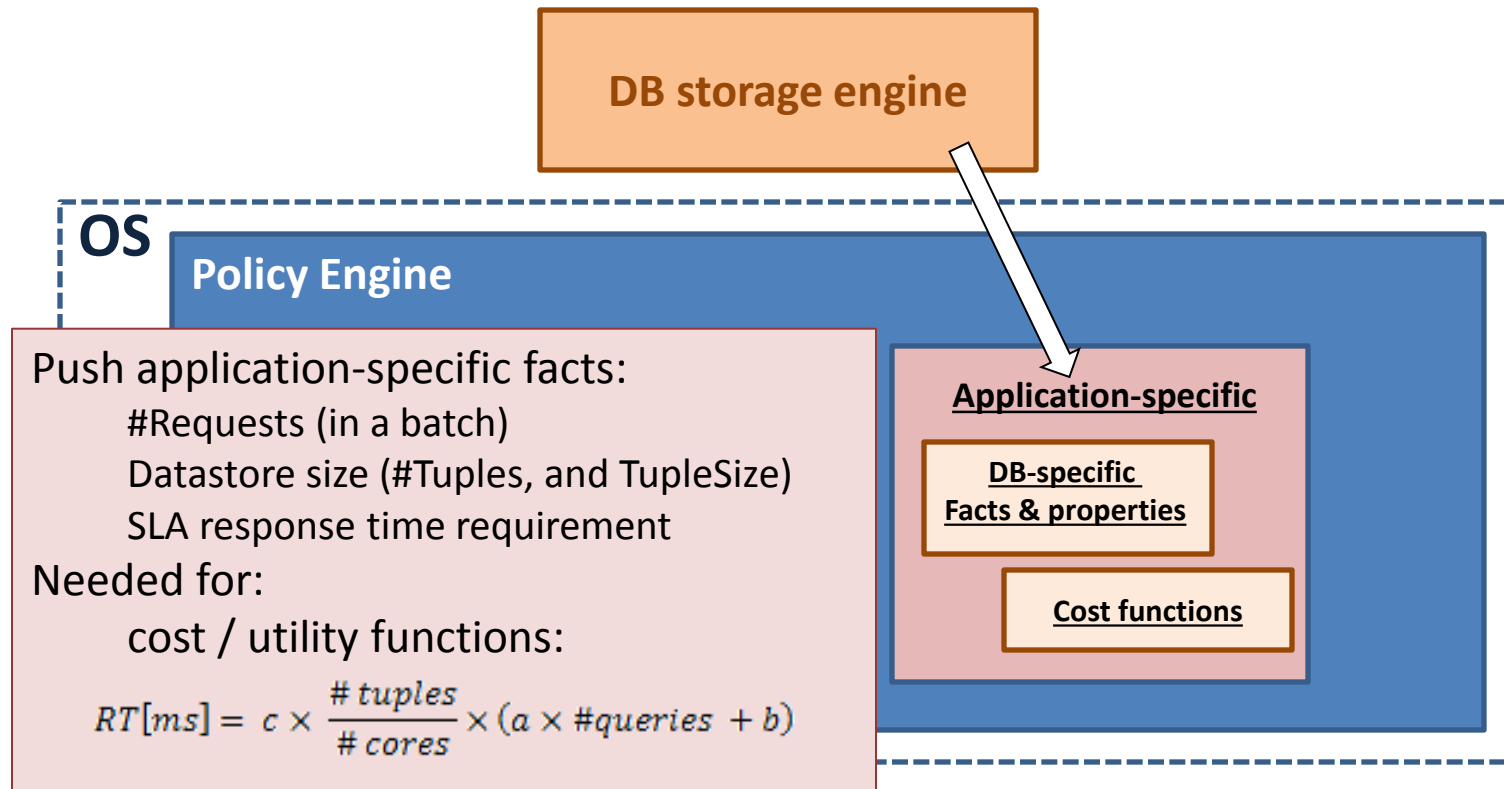 DB storage engine
OS
Policy Engine
Push application-specific facts:
#Requests (in a batch)
Datastore size (#Tuples, and TupleSize)
SLA response time requirement
Needed for:
cost / utility functions:
RT[ms] = c × # tuples / # cores × (a × #queries + b)
Application-specific
DB-specific
Facts & properties
Cost functions